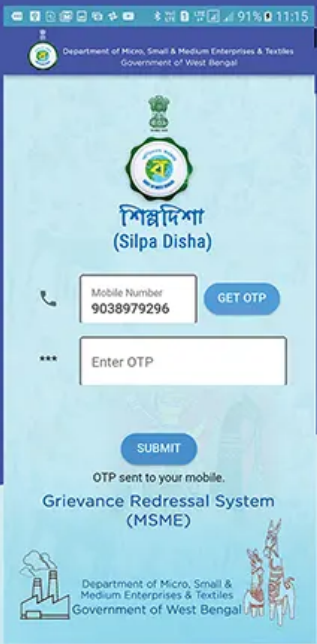 91% 11:15
Department of Micro, Small & Medium Enterprises & Textiles
Government of West Bengal
শিল্পদিশা
(Silpa Disha)
Mobile Number
9038979296
GET OTP
***
Enter OTP
SUBMIT
OTP sent to your mobile.
Grievance Redressal System
(MSME)
Department of Micro, Small &
Medium Enterprises & Textiles
Government of West Bengal